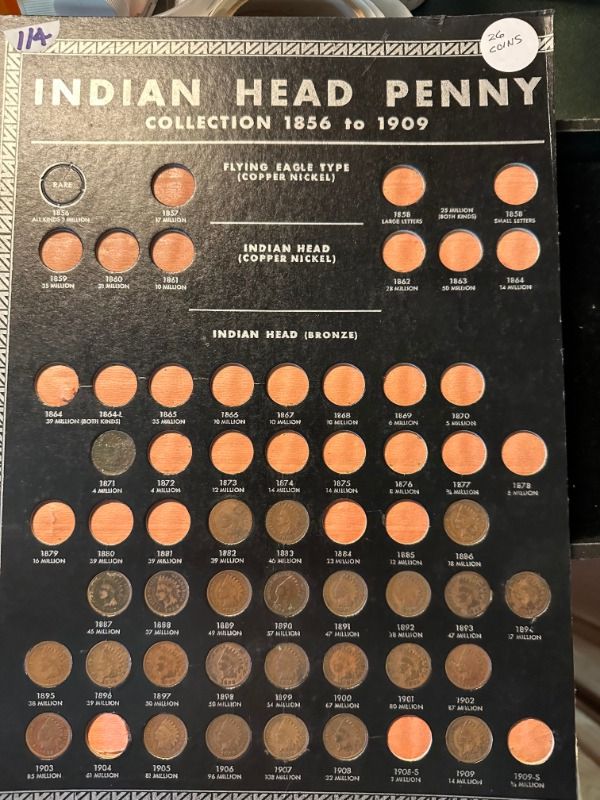 11A
26
COINS
INDIAN HEAD PENNY
COLLECTION 1856 to 1909
FLYING EAGLE TYPE
(COPPER NICKEL)
RARE
1856
ALL KINDS 2 MILLION
1857
17 MILLION
1858
LARGE LETTERS
25 MILLION
(BOTH KINDS)
1858
SMALL LETTERS
INDIAN HEAD
(COPPER NICKEL)
1859
35 MILLION
1860
21 MILLION
1861
10 MILLION
1862
28 MILLION
1863
50 MILLION
1864
14 MILLION
INDIAN HEAD (BRONZE)
1864 1864-L
39 MILLION (BOTH KINDS)
1865
35 MILLION
1866
10 MILLION
1867
10 MILLION
1868
10 MILLION
1869
6 MILLION
1870
5 MILLION
1871
4 MILLION
1872
4 MILLION
1873
12 MILLION
1874
14 MILLION
1875
14 MILLION
1876
8 MILLION
1877
¾ MILLION
1878
5 MILLION
1879
16 MILLION
1880
39 MILLION
1881
39 MILLION
1882
39 MILLION
1883
46 MILLION
1884
23 MILLION
1885
12 MILLION
1886
18 MILLION
1887
45 MILLION
1888
37 MILLION
1889
49 MILLION
1890
57 MILLION
1891
47 MILLION
1892
38 MILLION
1893
47 MILLION
1894
17 MILLION
1895
38 MILLION
1896
39 MILLION
1897
50 MILLION
1898
50 MILLION
1899
54 MILLION
1900
67 MILLION
1901
80 MILLION
1902
87 MILLION
1903
85 MILLION
1904
61 MILLION
1905
81 MILLION
1906
96 MILLION
1907
108 MILLION
1908
32 MILLION
1908-S
1 MILLION
1909
14 MILLION
1909-S